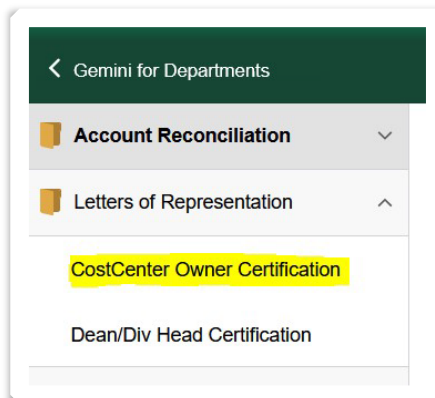 Gemini for Departments
Account Reconciliation
Letters of Representation
CostCenter Owner Certification
Dean/Div Head Certification